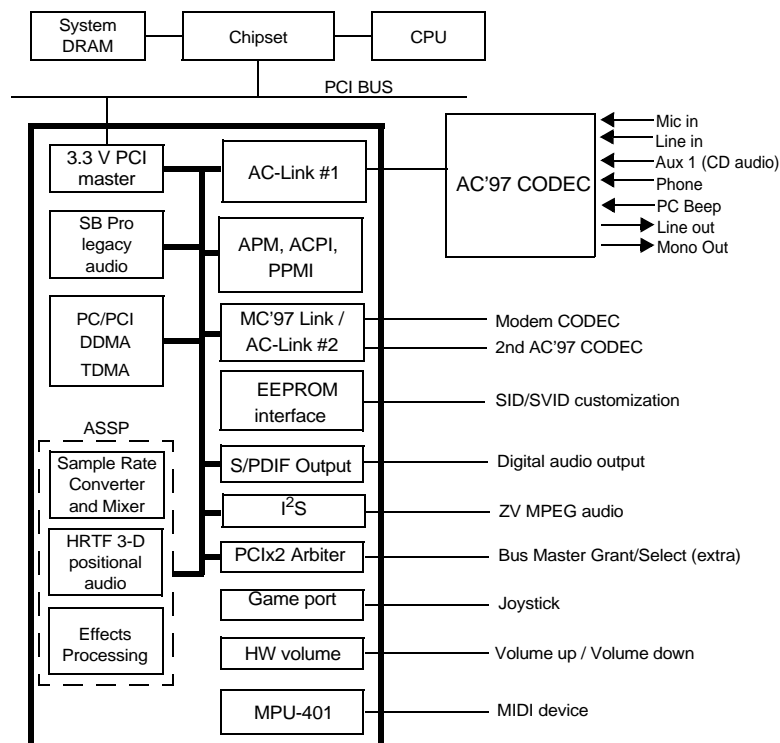 System
DRAM
Chipset
CPU
PCI BUS
3.3 V PCI
master
SB Pro
legacy
audio
PC/PCI
DDMA
TDMA
ASSP
Sample Rate
Converter
and Mixer
HRTF 3-D
positional
audio
Effects
Processing
AC-Link #1
APM, ACPI,
PPMI
MC'97 Link /
AC-Link #2
EEPROM
interface
S/PDIF Output
I²S
PCIx2 Arbiter
Game port
HW volume
MPU-401
AC'97 CODEC
Mic in
Line in
Aux 1 (CD audio)
Phone
PC Beep
Line out
Mono Out
Modem CODEC
2nd AC'97 CODEC
SID/SVID customization
Digital audio output
ZV MPEG audio
Bus Master Grant/Select (extra)
Joystick
Volume up / Volume down
MIDI device